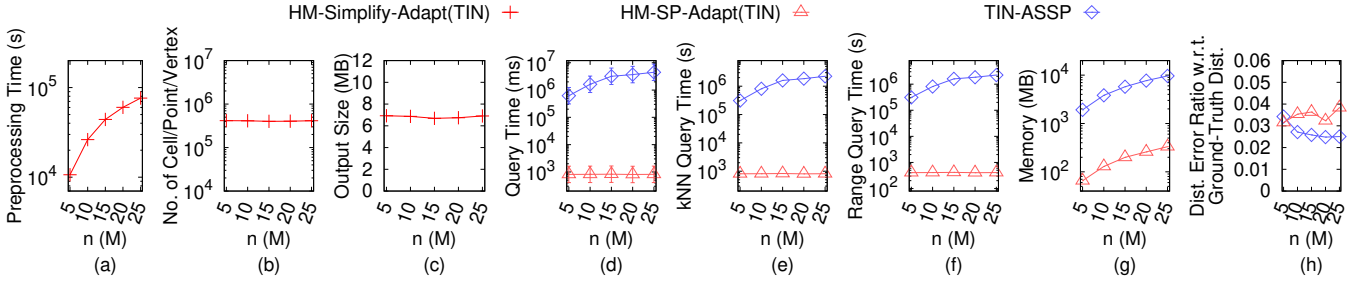 HM-Simplify-Adapt(TIN)
HM-SP-Adapt(TIN)
TIN-ASSP
Preprocessing Time (s)
10^5
10^4
5 10 15 20 25
n (M)
(a)
No. of Cell/Point/Vertex
10^7
10^6
10^5
10^4
5 10 15 20 25
n (M)
(b)
Output Size (MB)
12
10
8
6
4
2
0
5 10 15 20 25
n (M)
(c)
Query Time (ms)
10^7
10^6
10^5
10^4
10^3
5 10 15 20 25
n (M)
(d)
kNN Query Time (s)
10^6
10^5
10^4
10^3
5 10 15 20 25
n (M)
(e)
Range Query Time (s)
10^6
10^5
10^4
10^3
10^2
5 10 15 20 25
n (M)
(f)
Memory (MB)
10^4
10^3
10^2
5 10 15 20 25
n (M)
(g)
Dist. Error Ratio w.r.t.
Ground-Truth Dist.
0.06
0.05
0.04
0.03
0.02
0.01
0
5 10 15 20 25
n (M)
(h)